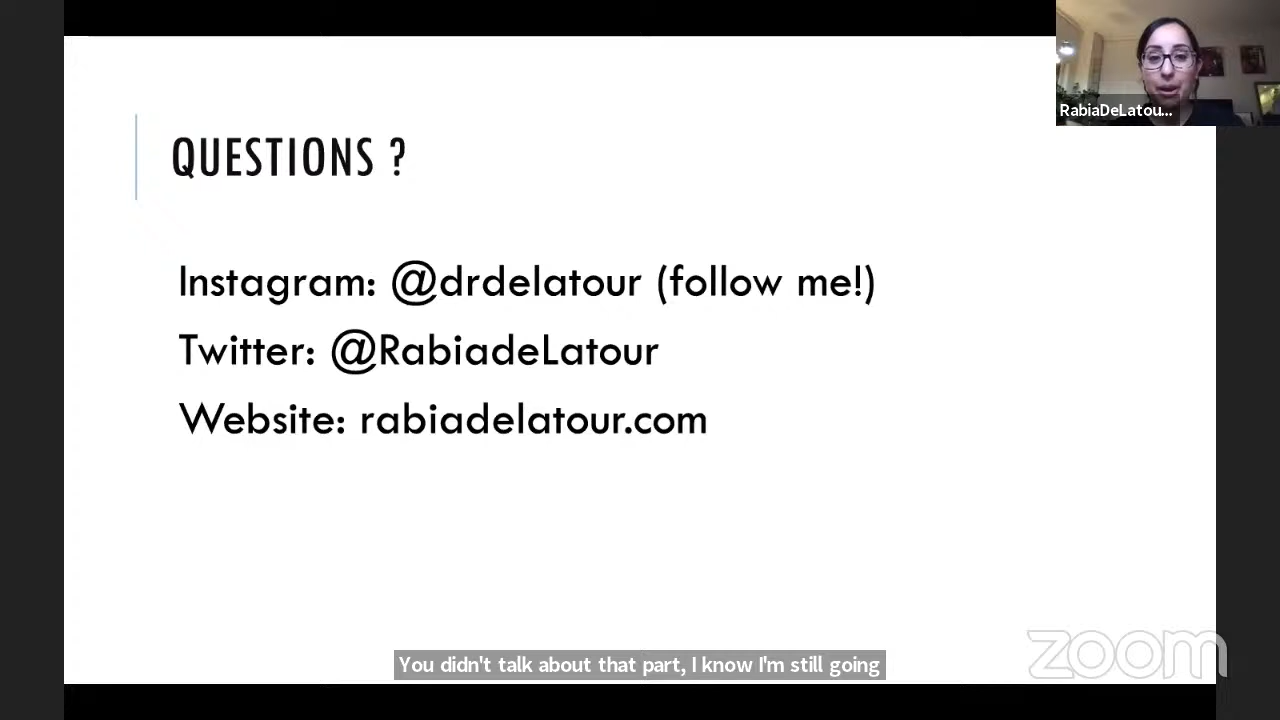 RabiaDeLatou...
QUESTIONS ?
Instagram: @drdelatour (follow me!)
Twitter: @RabiadeLatour
Website: rabiadelatour.com
You didn't talk about that part, I know I'm still going
zoom